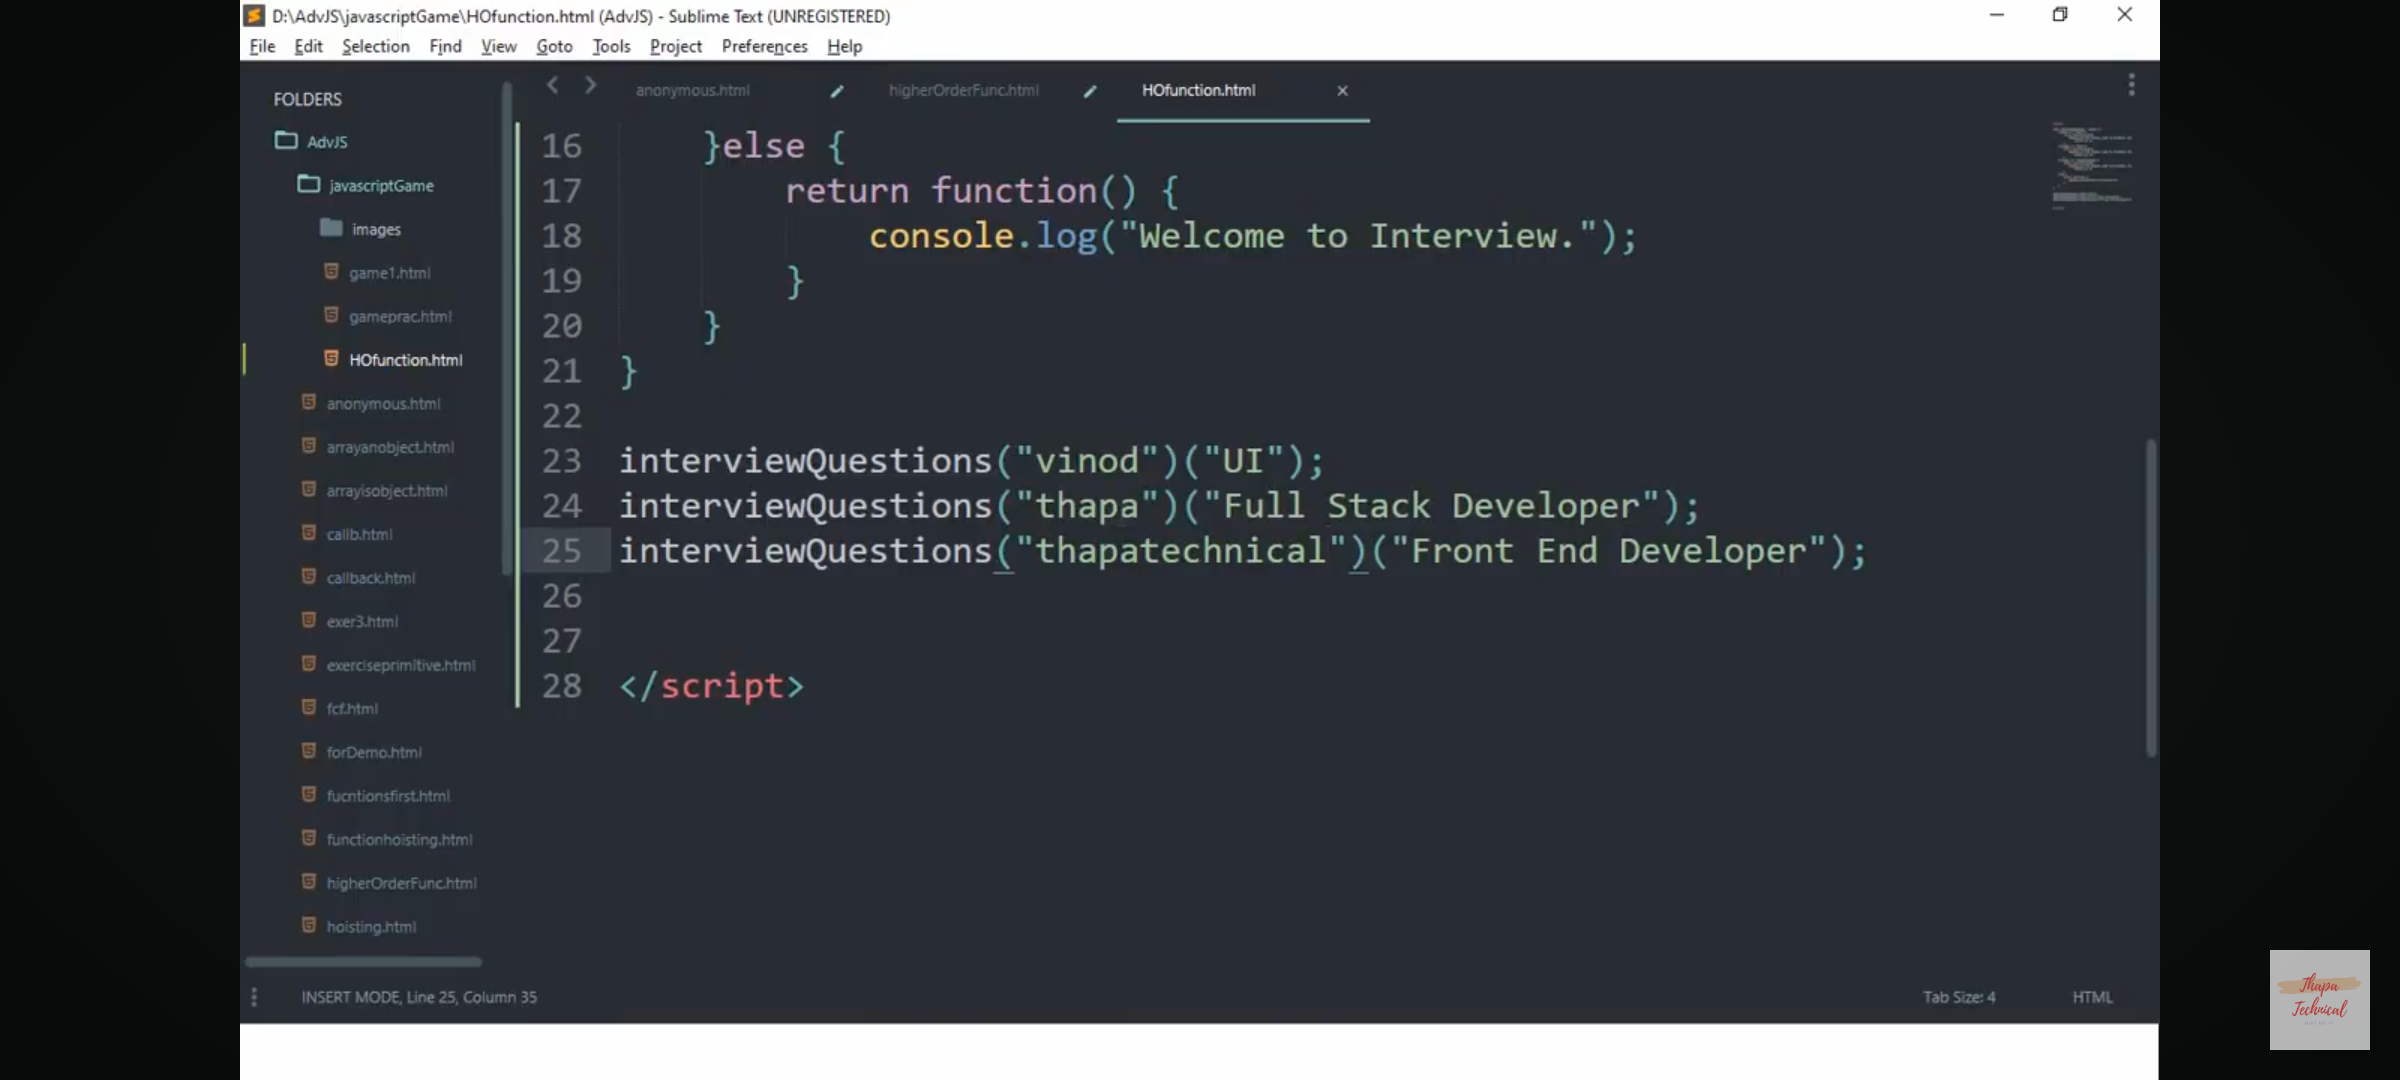 D:\AdvJS\javascriptGame\HOfunction.html (AdvJS) - Sublime Text (UNREGISTERED)
File Edit Selection Find View Goto Tools Project Preferences Help
FOLDERS
AdvJS
javascriptGame
images
game1.html
gameprac.html
HOfunction.html
anonymous.html
arrayanobject.html
arrayisobject.html
callb.html
callback.html
exer3.html
exerciseprimitive.html
fcf.html
forDemo.html
fucntionsfirst.html
functionhoisting.html
higherOrderFunc.html
hoisting.html
anonymous.html higherOrderFunc.html HOfunction.html
16 }else {
17 return function() {
18 console.log("Welcome to Interview.");
19 }
20 }
21 }
22
23 interviewQuestions("vinod")("UI");
24 interviewQuestions("thapa")("Full Stack Developer");
25 interviewQuestions("thapatechnical")("Front End Developer");
26
27
28 </script>
INSERT MODE, Line 25, Column 35 Tab Size: 4 HTML
Thapa
Technical